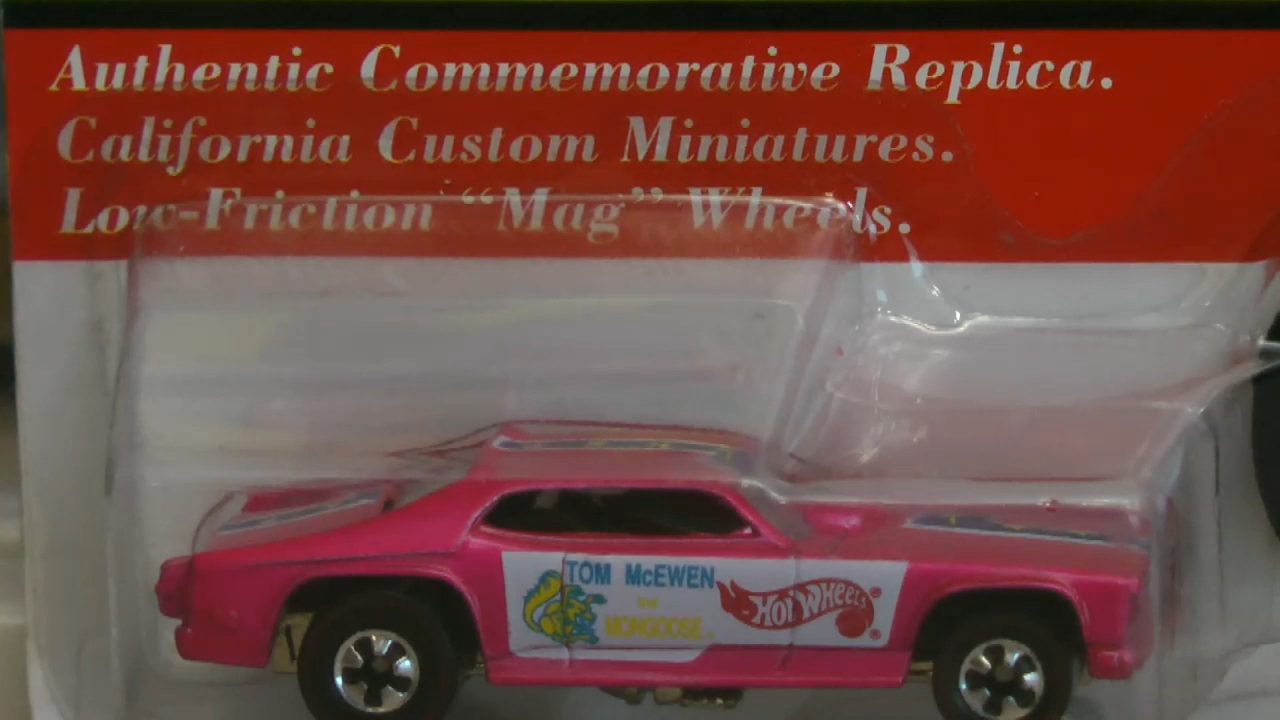 Authentic Commemorative Replica.
California Custom Miniatures.
Low-Friction "Mag" Wheels.
TOM McEWEN
THE
MONGOOSE
HOT WHEELS